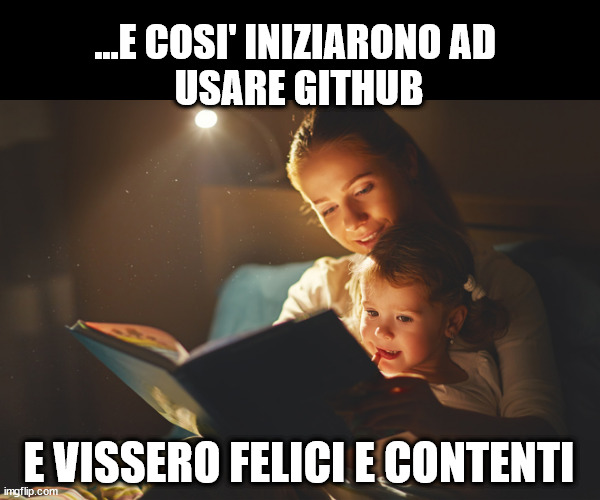 ...E COSI' INIZIARONO AD
USARE GITHUB
E VISSERO FELICI E CONTENTI
imgflip.com